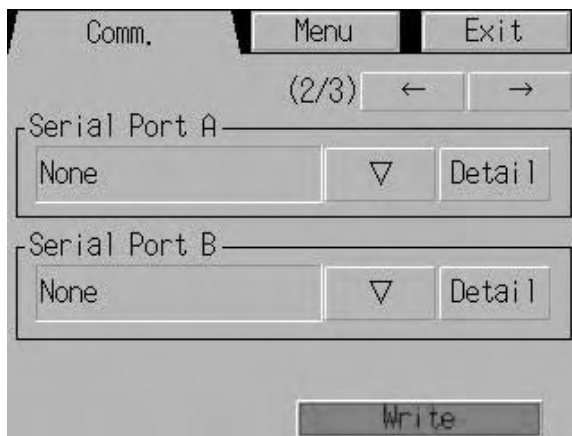 Comm. Menu Exit
(2/3) ← →
Serial Port A
None ▽ Detail
Serial Port B
None ▽ Detail
Write